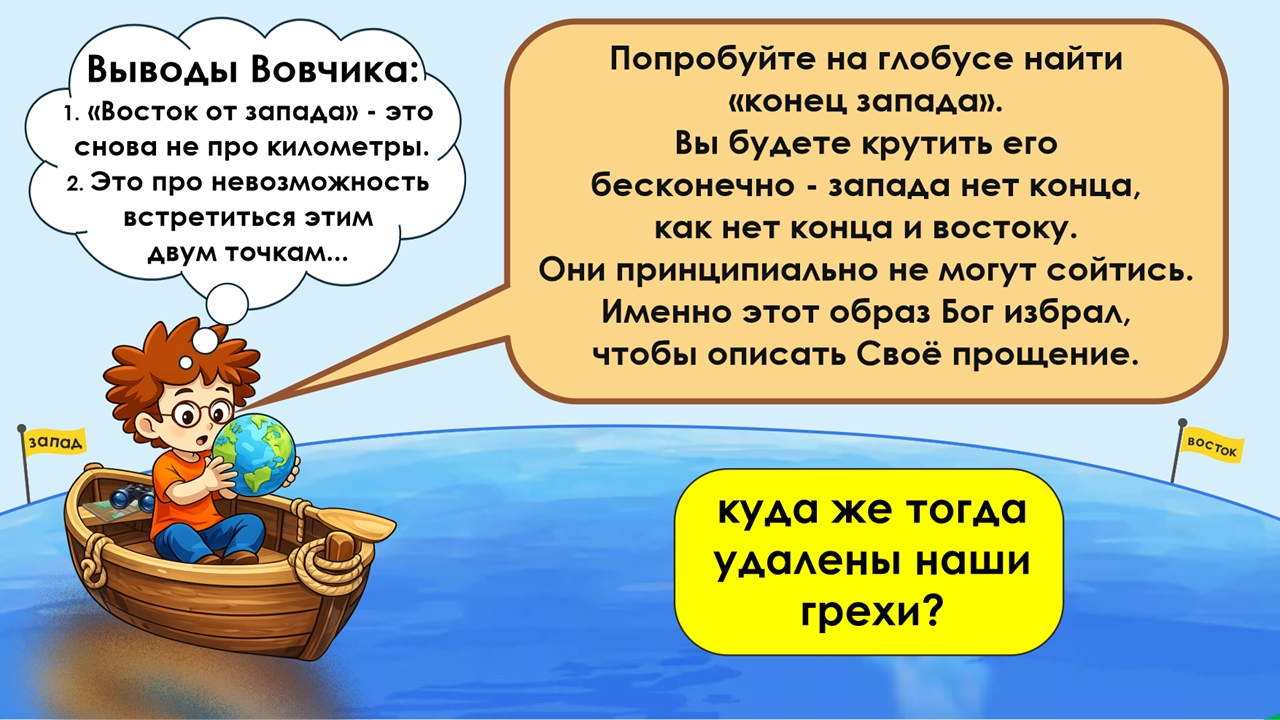 Выводы Вовчика:
1. «Восток от запада» - это
снова не про километры.
2. Это про невозможность
встретиться этим
двум точкам...
Попробуйте на глобусе найти
«конец запада».
Вы будете крутить его
бесконечно - запада нет конца,
как нет конца и востоку.
Они принципиально не могут сойтись.
Именно этот образ Бог избрал,
чтобы описать Своё прощение.
запад
восток
куда же тогда
удалены наши
грехи?